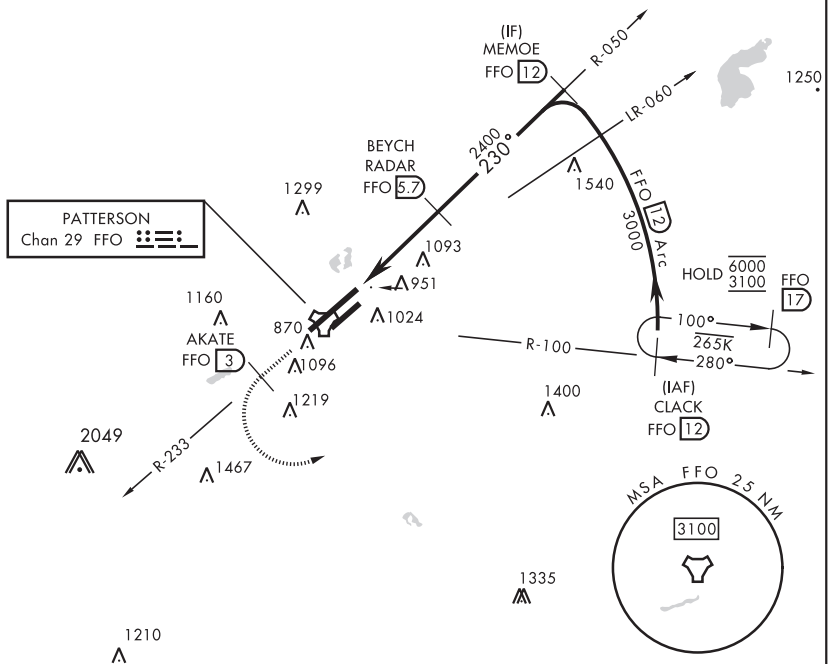 (IF)
MEMOE
FFO 12
R-050
LR-060
1250
BEYCH
RADAR
FFO 5.7
2400
230°
1540
1299
FFO 12 Arc
3000
PATTERSON
Chan 29 FFO
1093
951
1024
HOLD 6000
3100
FFO
17
1160
870
AKATE
FFO 3
1096
R-100
100°
265K
280°
1219
1400
(IAF)
CLACK
FFO 12
2049
R-233
1467
MSA FFO 25 NM
3100
1335
1210